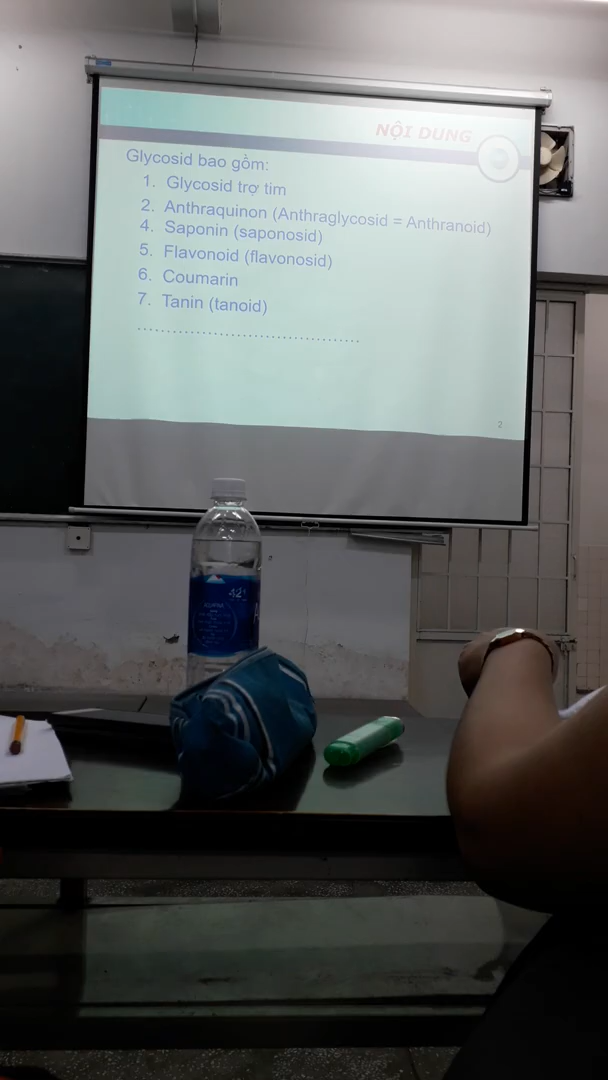 NỘI DUNG
Glycosid bao gồm:
1. Glycosid trợ tim
2. Anthraquinon (Anthraglycosid = Anthranoid)
4. Saponin (saponosid)
5. Flavonoid (flavonosid)
6. Coumarin
7. Tanin (tanoid)
......................................
2